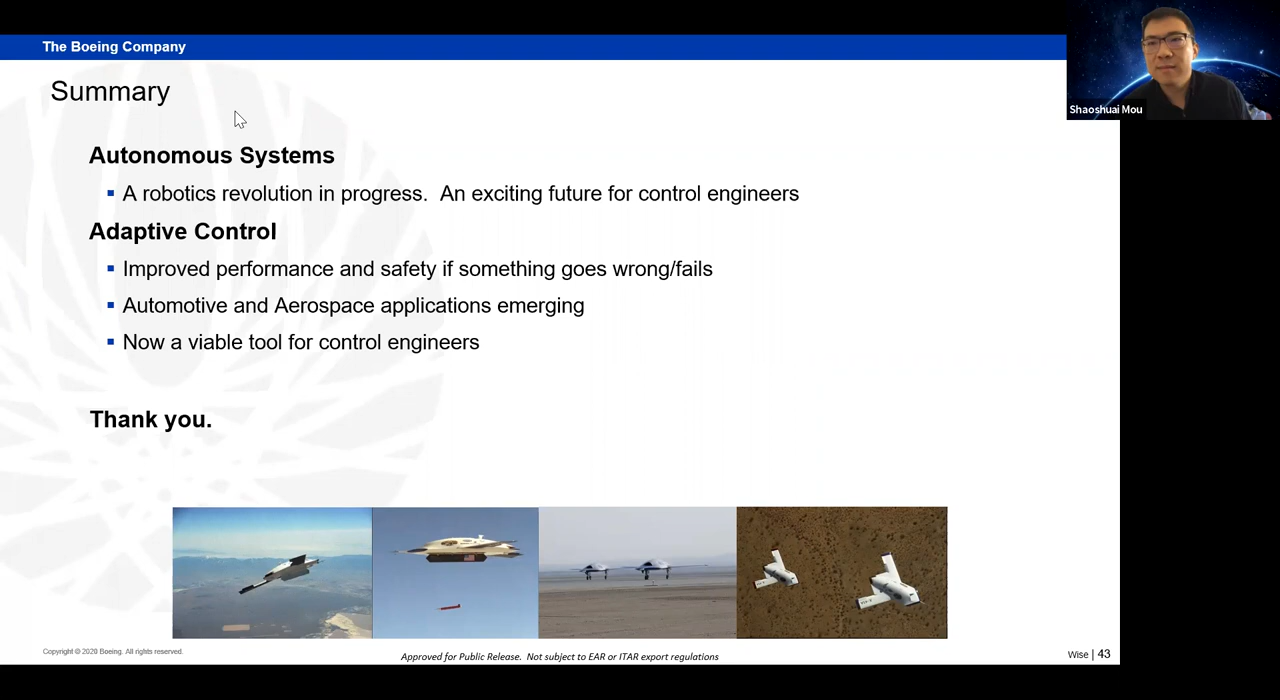 The Boeing Company
Summary
Shaoshuai Mou
Autonomous Systems
▪ A robotics revolution in progress.  An exciting future for control engineers
Adaptive Control
▪ Improved performance and safety if something goes wrong/fails
▪ Automotive and Aerospace applications emerging
▪ Now a viable tool for control engineers
Thank you.
Copyright © 2020 Boeing. All rights reserved.
Approved for Public Release.  Not subject to EAR or ITAR export regulations
Wise | 43